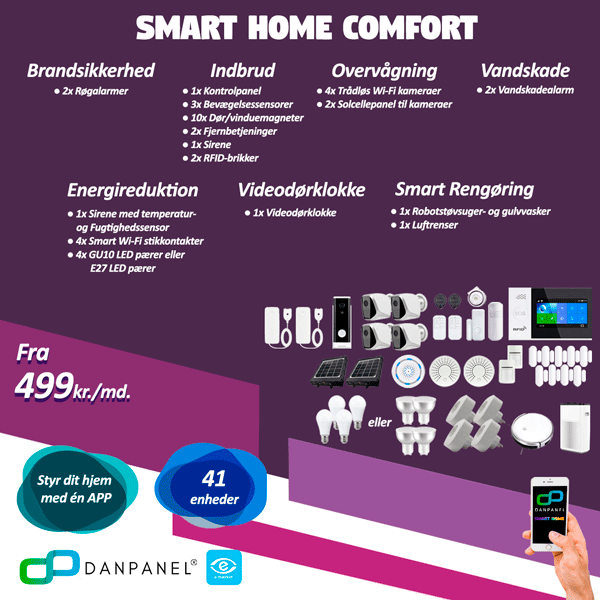 SMART HOME COMFORT
Brandsikkerhed
• 2x Røgalarmer
Indbrud
• 1x Kontrolpanel
• 3x Bevægelsessensorer
• 10x Dør/vinduemagneter
• 2x Fjernbetjeninger
• 1x Sirene
• 2x RFID-brikker
Overvågning
• 4x Trådløs Wi-Fi kameraer
• 2x Solcellepanel til kameraer
Vandskade
• 2x Vandskadealarm
Energireduktion
• 1x Sirene med temperatur-
og Fugtighedssensor
• 4x Smart Wi-Fi stikkontakter
• 4x GU10 LED pærer eller
E27 LED pærer
Videodørklokke
• 1x Videodørklokke
Smart Rengøring
• 1x Robotstøvsuger- og gulvvasker
• 1x Luftrenser
Fra
499kr./md.
eller
Styr dit hjem
med én APP
41
enheder
DANPANEL
SMART HOME
DANPANEL®
e-mærket